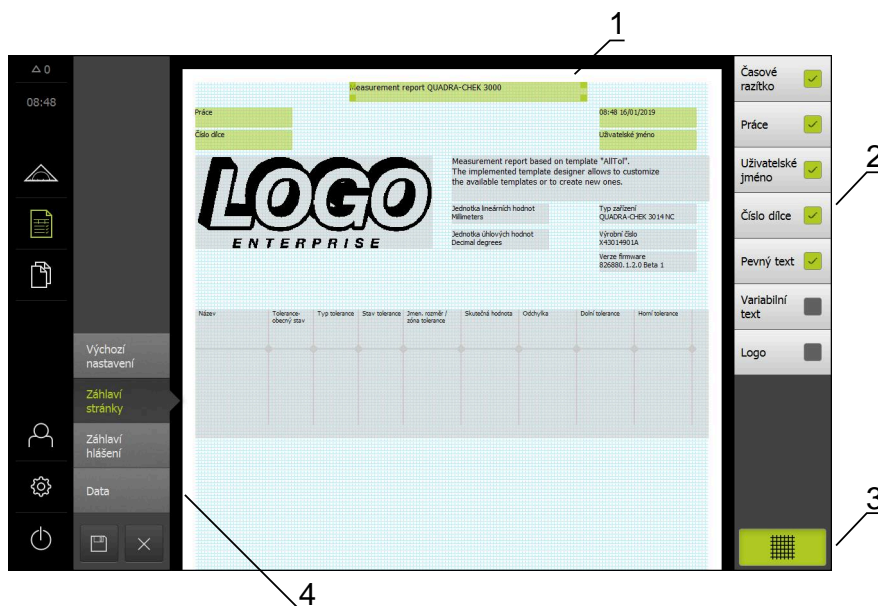 1
△ 0
08:48
Measurement report QUADRA-CHEK 3000
Práce
08:48 16/01/2019
Číslo dílce
Uživatelské jméno
LOGO
ENTERPRISE
Measurement report based on template "AllTol".
The implemented template designer allows to customize
the available templates or to create new ones.
Jednotka lineárních hodnot
Millimeters
Typ zařízení
QUADRA-CHEK 3014 NC
Jednotka úhlových hodnot
Decimal degrees
Výrobní číslo
X43014901A
Verze firmware
826880.1.2.0 Beta 1
Název
Tolerance-
obecný stav
Typ tolerance
Stav tolerance
Jmen. rozměr /
zóna tolerance
Skutečná hodnota
Odchylka
Dolní tolerance
Horní tolerance
Výchozí
nastavení
Záhlaví
stránky
Záhlaví
hlášení
Data
Časové
razítko
Práce
Uživatelské
jméno
Číslo dílce
Pevný text
Variabilní
text
Logo
2
3
4